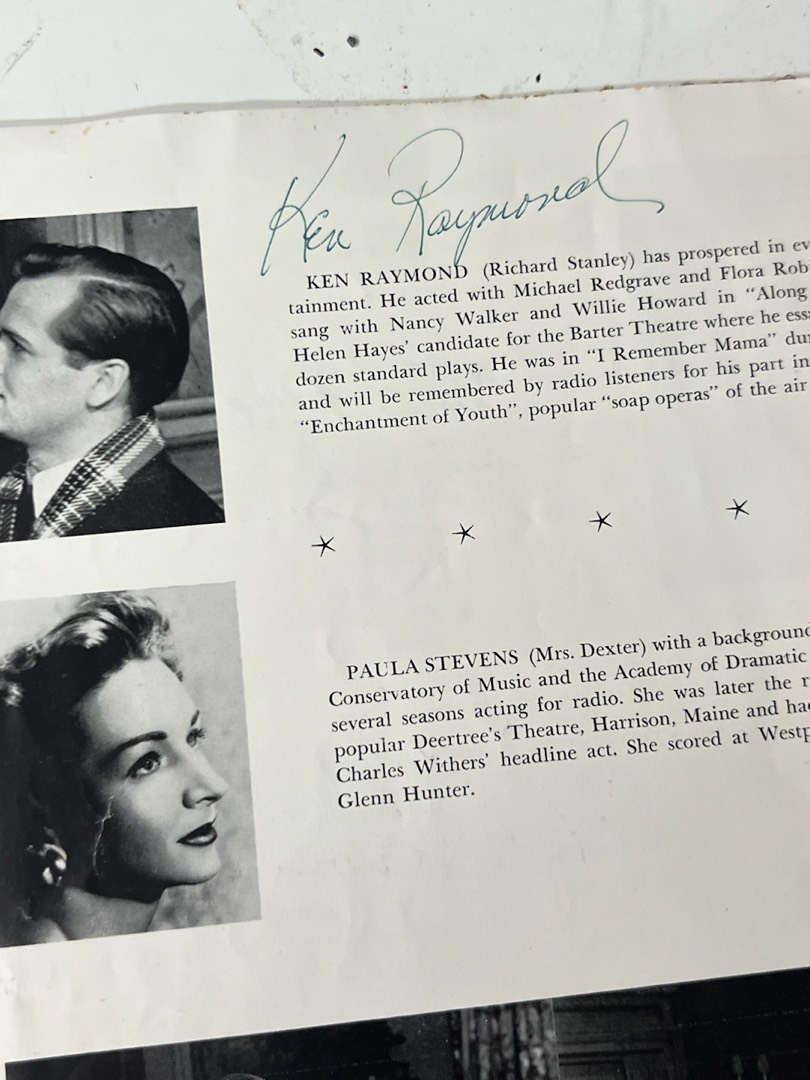 Ken Raymond
KEN RAYMOND (Richard Stanley) has prospered in
tainment. He acted with Michael Redgrave and Flora
sang with Nancy Walker and Willie Howard in “Along
Helen Hayes’ candidate for the Barter Theatre where he
dozen standard plays. He was in “I Remember Mama”
and will be remembered by radio listeners for his part in
“Enchantment of Youth”, popular “soap operas” of the air
PAULA STEVENS (Mrs. Dexter) with a background
Conservatory of Music and the Academy of Dramatic
several seasons acting for radio. She was later the
popular Deertree’s Theatre, Harrison, Maine and
Charles Withers’ headline act. She scored at
Glenn Hunter.